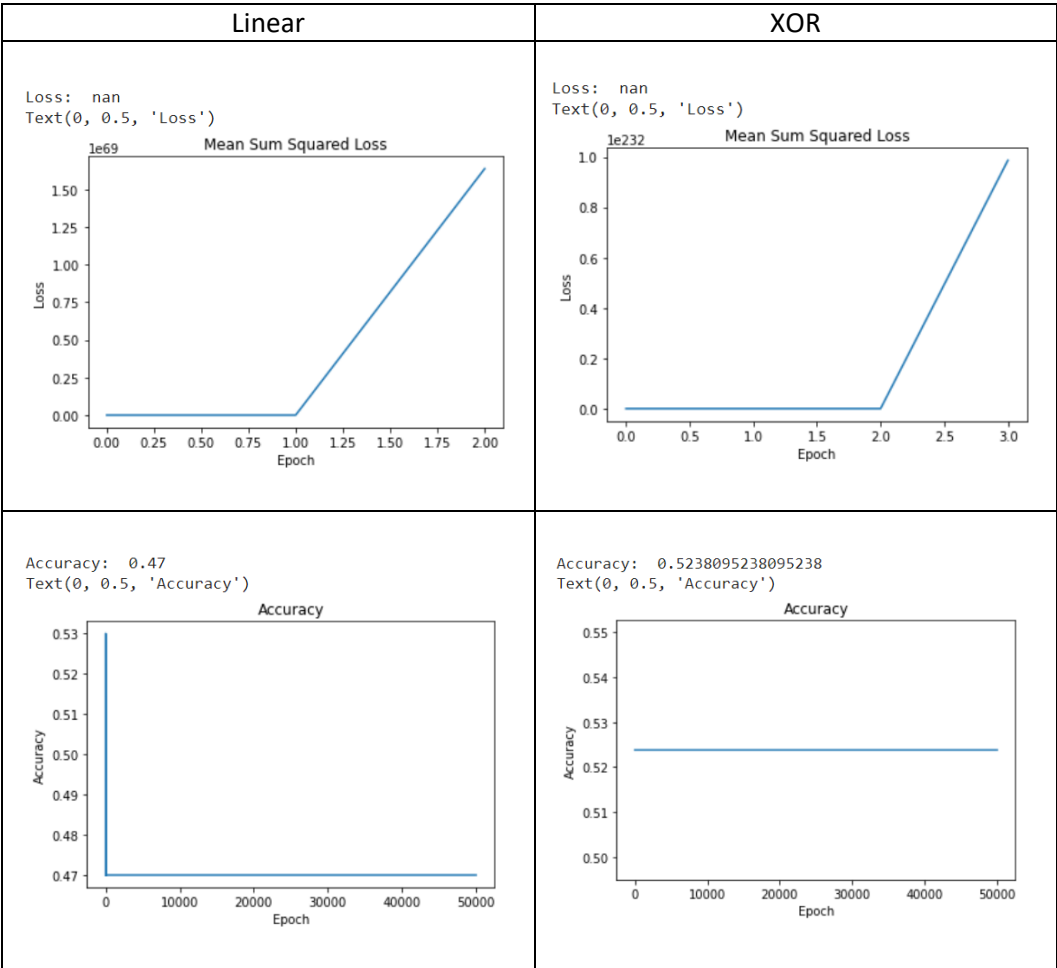 Linear
XOR
Loss:  nan
Text(0, 0.5, 'Loss')
Mean Sum Squared Loss
1e69
1.50
1.25
1.00
0.75
0.50
0.25
0.00
Loss
0.00 0.25 0.50 0.75 1.00 1.25 1.50 1.75 2.00
Epoch
Loss:  nan
Text(0, 0.5, 'Loss')
Mean Sum Squared Loss
1e232
1.0
0.8
0.6
0.4
0.2
0.0
Loss
0.0 0.5 1.0 1.5 2.0 2.5 3.0
Epoch
Accuracy:  0.47
Text(0, 0.5, 'Accuracy')
Accuracy
0.53
0.52
0.51
0.50
0.49
0.48
0.47
Accuracy
0 10000 20000 30000 40000 50000
Epoch
Accuracy:  0.5238095238095238
Text(0, 0.5, 'Accuracy')
Accuracy
0.55
0.54
0.53
0.52
0.51
0.50
Accuracy
0 10000 20000 30000 40000 50000
Epoch